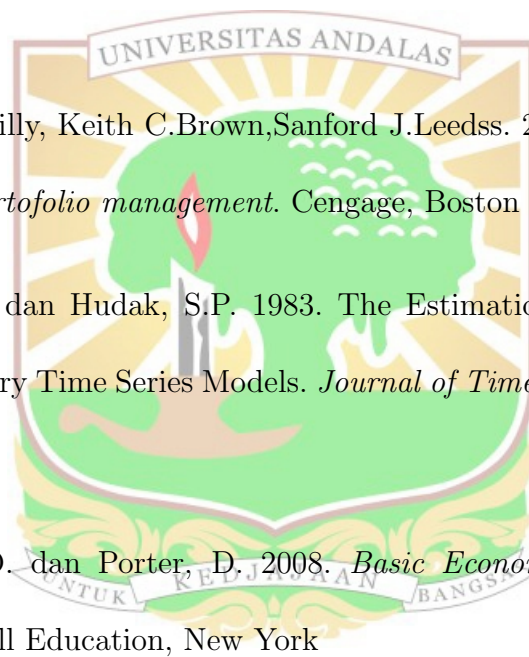 UNIVERSITAS ANDALAS
illy, Keith C.Brown,Sanford J.Leedss. 2
rtofolio management. Cengage, Boston
dan Hudak, S.P. 1983. The Estimatio
ry Time Series Models. Journal of Time
D. dan Porter, D. 2008. Basic Econo
UNTUK KEDJAJAAN BANGSA
ll Education, New York